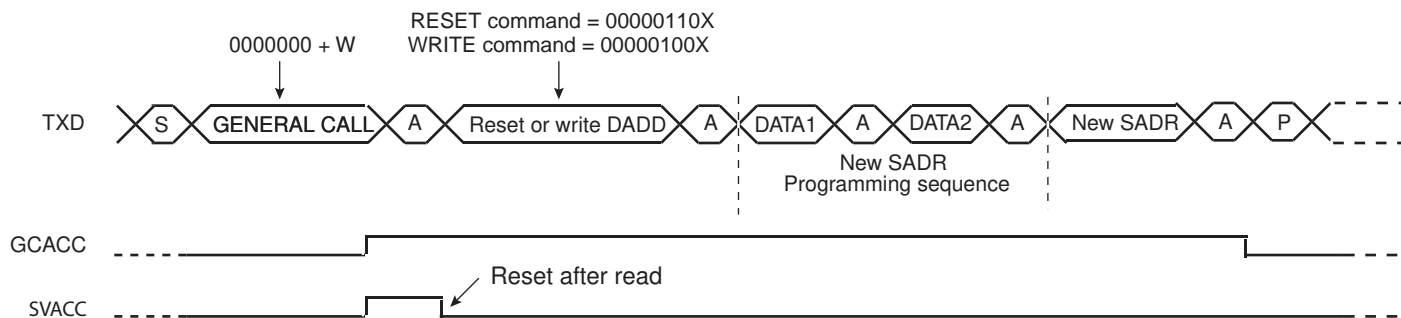 RESET command = 00000110X
0000000 + W
WRITE command = 00000100X
TXD
S
GENERAL CALL
A
Reset or write DADD
A
DATA1
A
DATA2
A
New SADR
A
P
New SADR
Programming sequence
GCACC
Reset after read
SVACC